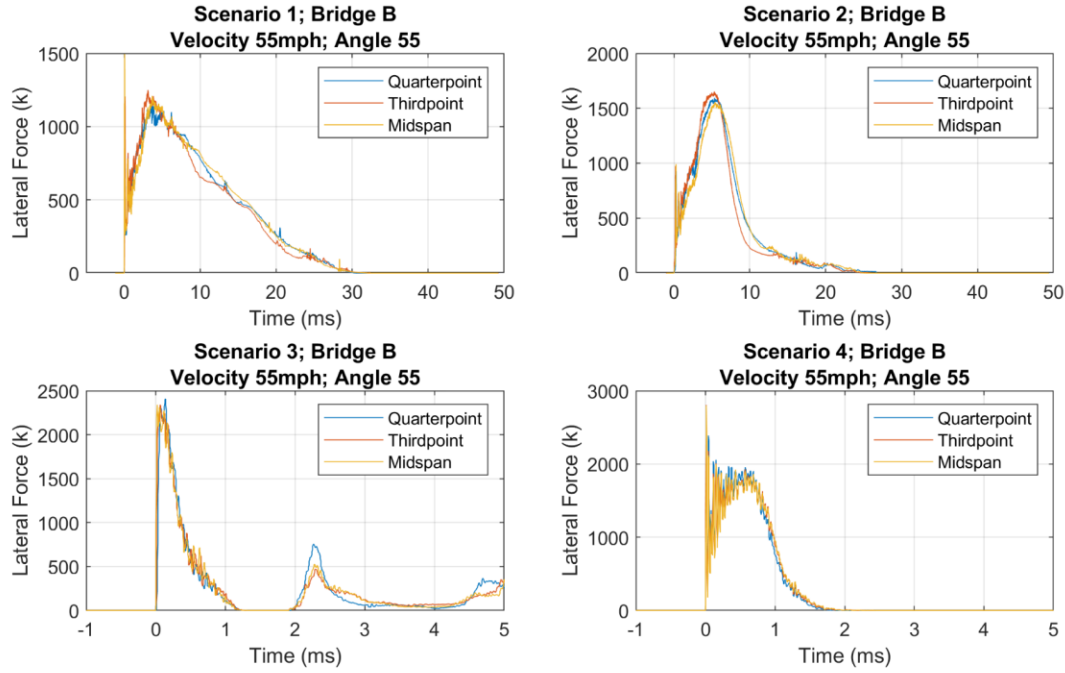 Scenario 1; Bridge B
Velocity 55mph; Angle 55
1500
1000
500
0
Lateral Force (k)
Quarterpoint
Thirdpoint
Midspan
0 10 20 30 40 50
Time (ms)
Scenario 2; Bridge B
Velocity 55mph; Angle 55
2000
1500
1000
500
0
Lateral Force (k)
Quarterpoint
Thirdpoint
Midspan
0 10 20 30 40 50
Time (ms)
Scenario 3; Bridge B
Velocity 55mph; Angle 55
2500
2000
1500
1000
500
0
Lateral Force (k)
Quarterpoint
Thirdpoint
Midspan
-1 0 1 2 3 4 5
Time (ms)
Scenario 4; Bridge B
Velocity 55mph; Angle 55
3000
2000
1000
0
Lateral Force (k)
Quarterpoint
Thirdpoint
Midspan
-1 0 1 2 3 4 5
Time (ms)